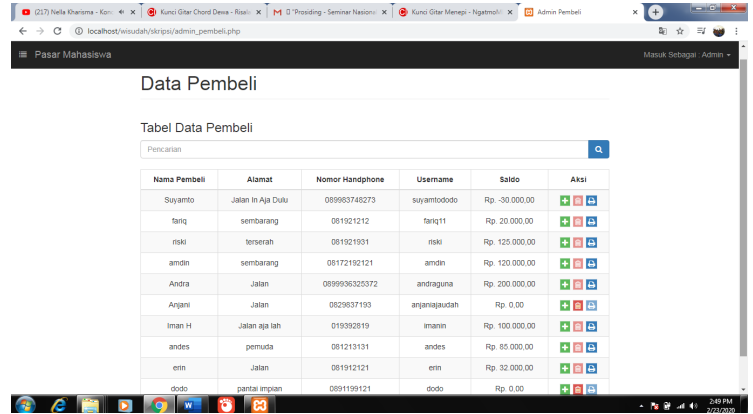 (217) Nella Kharisma - Kon
Kunci Gitar Chord Dewa - Risala
"Prosiding - Seminar Nasiona
Kunci Gitar Menepi - NgatmoM
Admin Pembeli
localhost/wisudah/skripsi/admin_pembeli.php
Pasar Mahasiswa
Masuk Sebagai : Admin
Data Pembeli
Tabel Data Pembeli
Pencarian
Nama Pembeli Alamat Nomor Handphone Username Saldo Aksi
Suyamto Jalan In Aja Dulu 089983748273 suyamtododo Rp. -30.000,00
fariq sembarang 081921212 fariq11 Rp. 20.000,00
riski terserah 081921931 riski Rp. 125.000,00
amdin sembarang 08172192121 amdin Rp. 120.000,00
Andra Jalan 0899936325372 andraguna Rp. 200.000,00
Anjani Jalan 0829837193 anjaniajaudah Rp. 0,00
Iman H Jalan aja lah 019392819 imanin Rp. 100.000,00
andes pemuda 081213131 andes Rp. 85.000,00
erin Jalan 081912121 erin Rp. 32.000,00
dodo pantai impian 0891199121 dodo Rp. 0,00
2:49 PM
2/23/2020